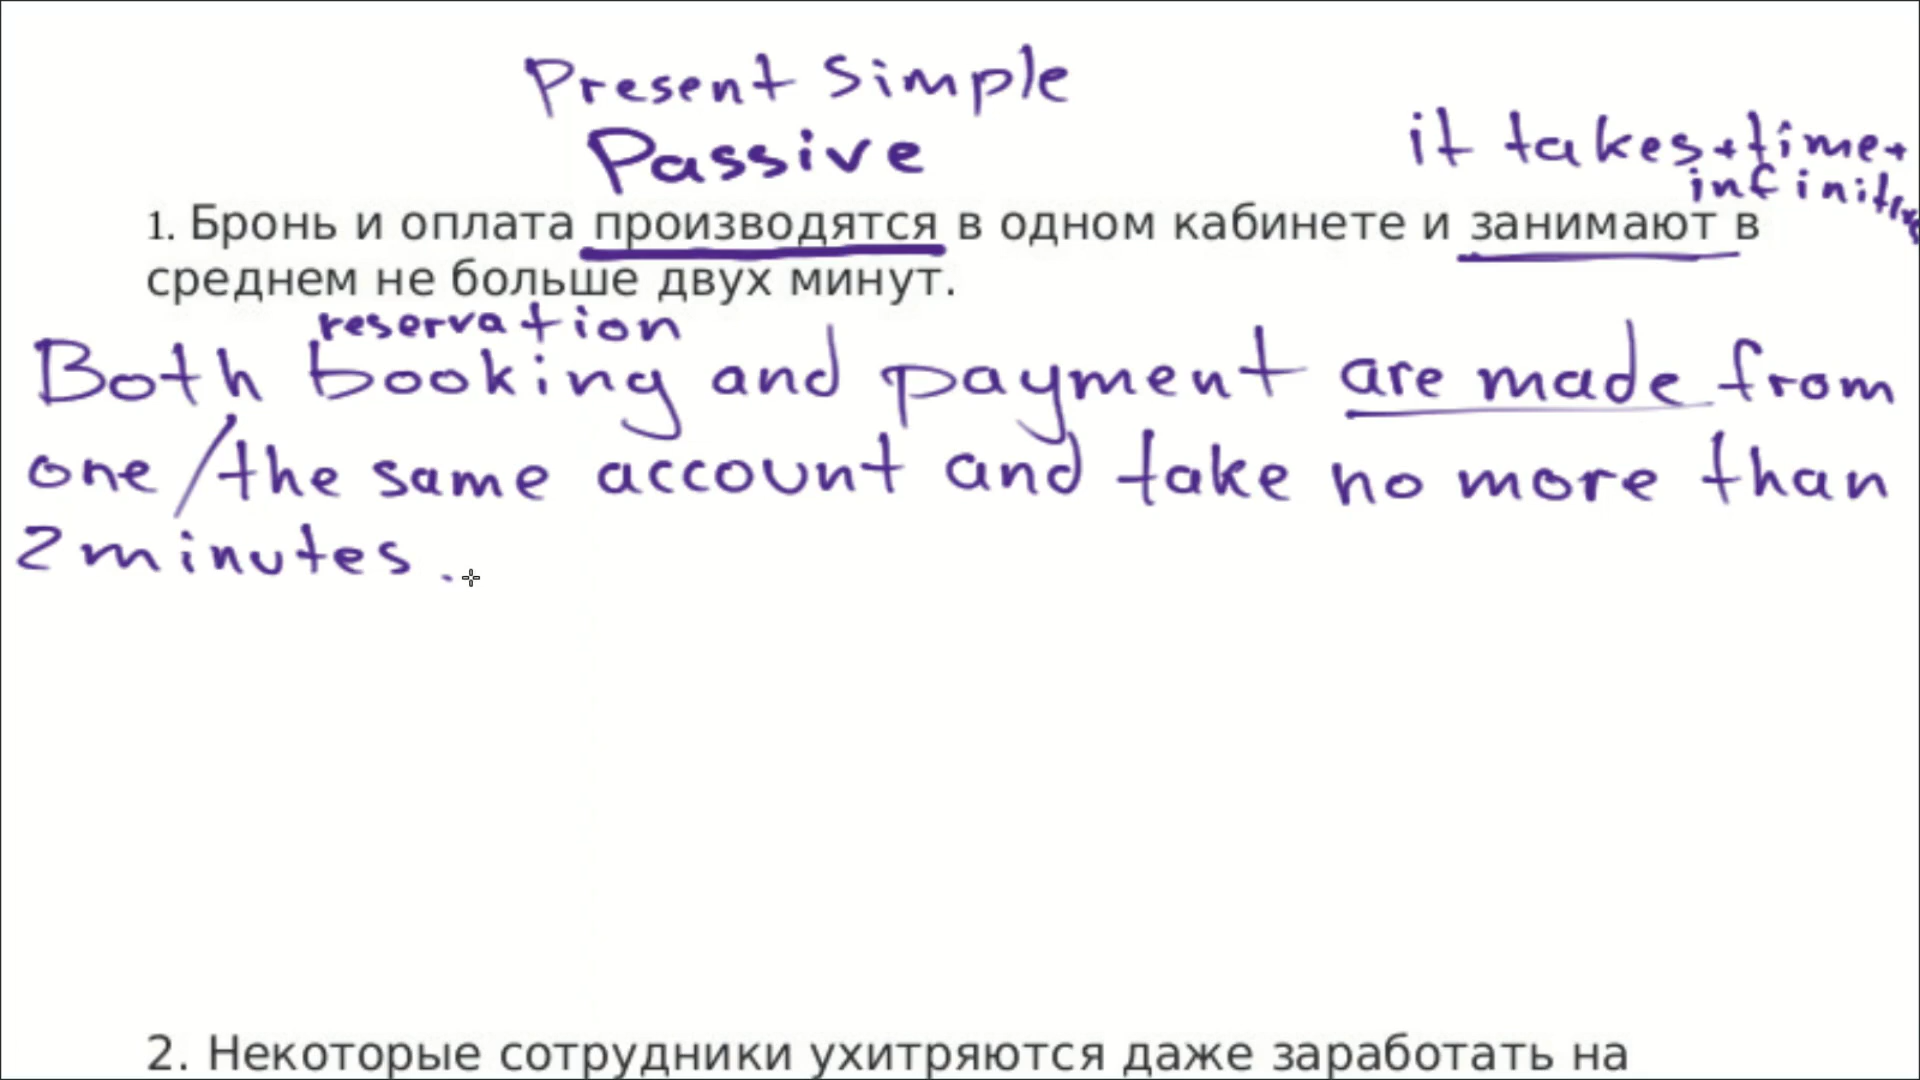 Present Simple
Passive
it takes + time +
infinitive
1. Бронь и оплата производятся в одном кабинете и занимают в
среднем не больше двух минут.
reservation
Both booking and payment are made from
one/the same account and take no more than
2 minutes.
2. Некоторые сотрудники ухитряются даже заработать на